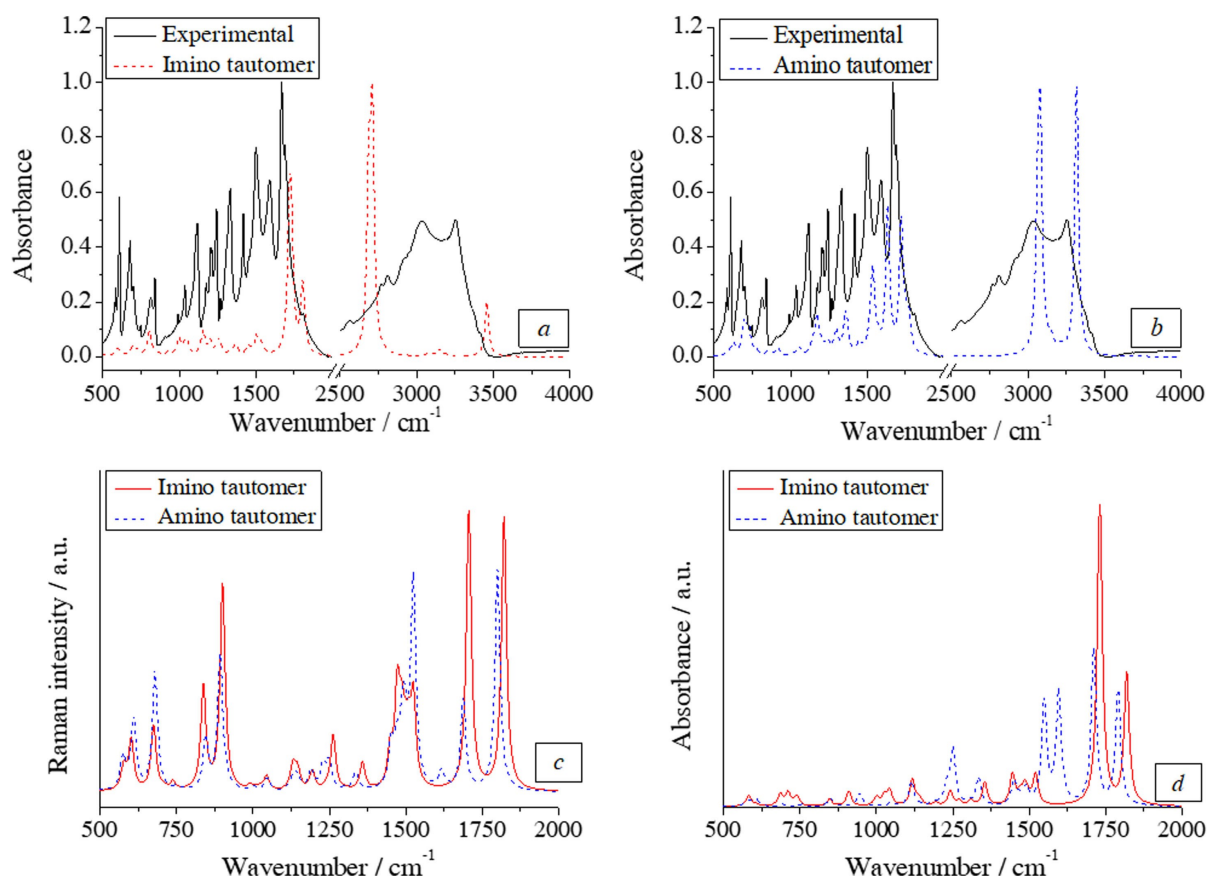 1.2
1.0
0.8
0.6
0.4
0.2
0.0
Absorbance
Experimental
Imino tautomer
a
500 1000 1500 2500 3000 3500 4000
Wavenumber / cm⁻¹
1.2
1.0
0.8
0.6
0.4
0.2
0.0
Absorbance
Experimental
Amino tautomer
b
500 1000 1500 2500 3000 3500 4000
Wavenumber / cm⁻¹
Raman intensity / a.u.
Imino tautomer
Amino tautomer
c
500 750 1000 1250 1500 1750 2000
Wavenumber / cm⁻¹
Absorbance / a.u.
Imino tautomer
Amino tautomer
d
500 750 1000 1250 1500 1750 2000
Wavenumber / cm⁻¹